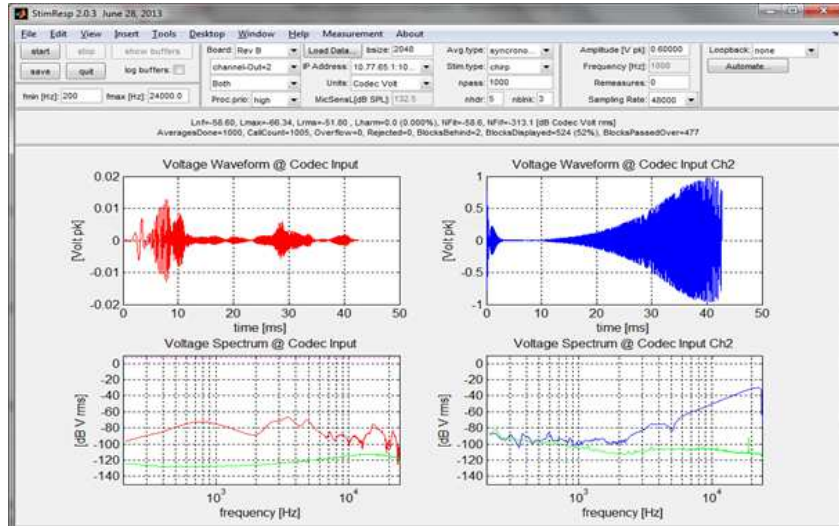 StimResp 2.0.3 June 28, 2013
File Edit View Insert Tools Desktop Window Help Measurement About
start stop show buffers
save quit log buffers:
fmin [Hz]: 200 fmax [Hz]: 24000.0
Board: Rev B Load Data... bsize: 2048
channel-Out=2 IP Address: 10.77.65.1:10...
Both Units: Codec Volt
Proc.prio: high MicSensL[dB SPL] 132.5
Avg.type: syncrono...
Stim.type: chirp
npass: 1000
nhdr: 5 nblnk: 3
Amplitude [V pk]: 0.60000
Frequency [Hz]: 1000
Remeasures: 0
Sampling Rate: 48000
Loopback: none
Automate...
Lnf=-58.60, Lmax=-66.34, Lrms=-51.80 , Lharm=0.0 (0.000%), NFlt=-58.6, NFlf=-313.1 [dB Codec Volt rms]
AveragesDone=1000, CallCount=1005, Overflow=0, Rejected=0, BlocksBehind=2, BlocksDisplayed=524 (52%), BlocksPassedOver=477
Voltage Waveform @ Codec Input
[Volt pk]
0.02
0.01
0
-0.01
-0.02
0 10 20 30 40 50
time [ms]
Voltage Waveform @ Codec Input Ch2
[Volt pk]
1
0.5
0
-0.5
-1
0 10 20 30 40 50
time [ms]
Voltage Spectrum @ Codec Input
[dB V rms]
0
-20
-40
-60
-80
-100
-120
-140
10³ 10⁴
frequency [Hz]
Voltage Spectrum @ Codec Input Ch2
[dB V rms]
0
-20
-40
-60
-80
-100
-120
-140
10³ 10⁴
frequency [Hz]